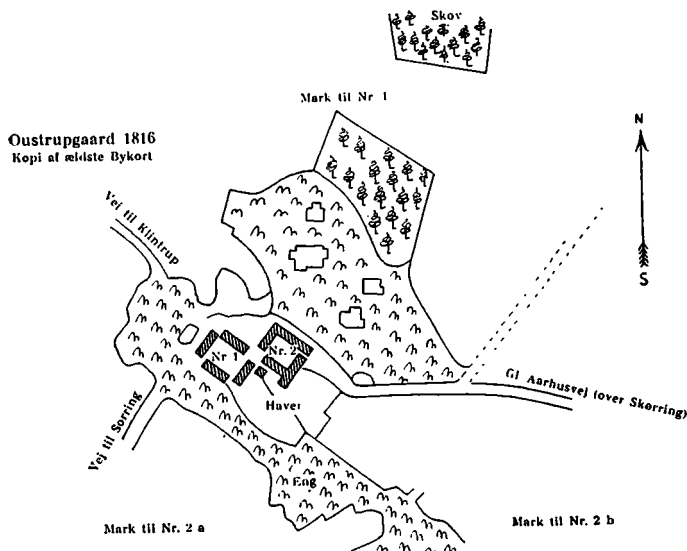 Skov
Mark til Nr. 1
Oustrupgaard 1816
Kopi af ældste Bykort
N
S
Vej til Klintrup
Nr 1
Nr. 2
Gl Aarhusvej (over Skørring)
Haver
Vej til Sorring
Eng
Mark til Nr. 2 a
Mark til Nr. 2 b